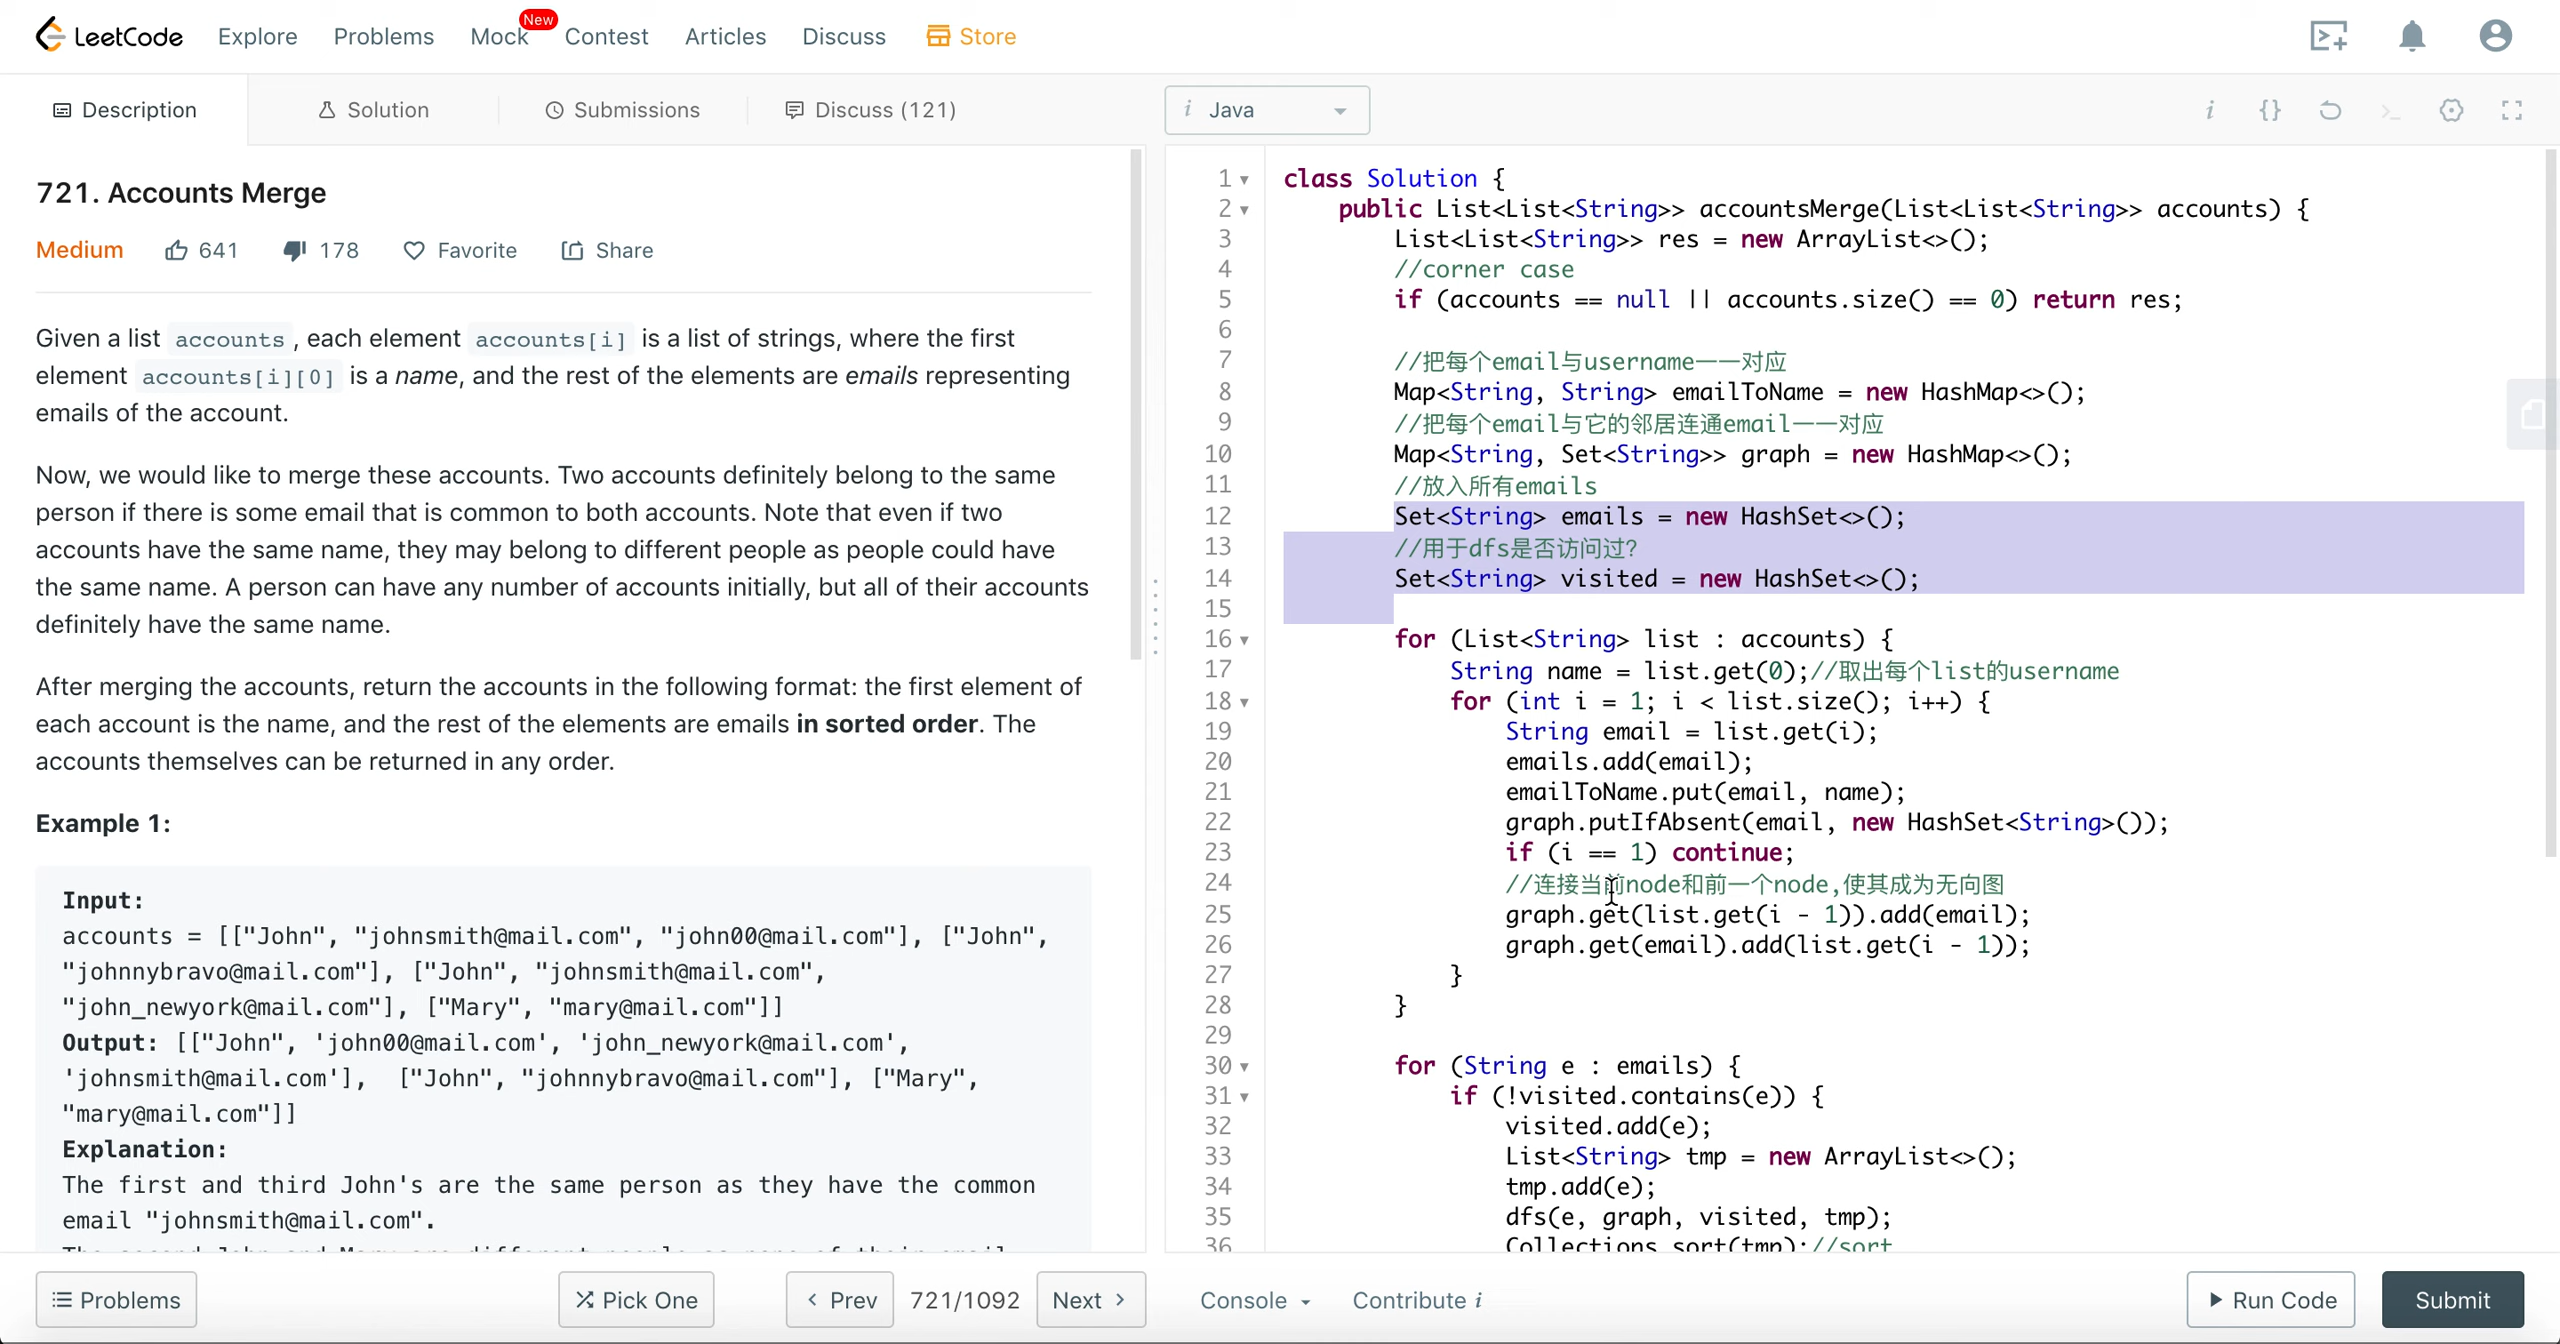 LeetCode Explore Problems Mock New Contest Articles Discuss Store
Description Solution Submissions Discuss (121)
721. Accounts Merge
Medium 641 178 Favorite Share
Given a list accounts, each element accounts[i] is a list of strings, where the first
element accounts[i][0] is a name, and the rest of the elements are emails representing
emails of the account.
Now, we would like to merge these accounts. Two accounts definitely belong to the same
person if there is some email that is common to both accounts. Note that even if two
accounts have the same name, they may belong to different people as people could have
the same name. A person can have any number of accounts initially, but all of their accounts
definitely have the same name.
After merging the accounts, return the accounts in the following format: the first element of
each account is the name, and the rest of the elements are emails in sorted order. The
accounts themselves can be returned in any order.
Example 1:
Input:
accounts = [["John", "johnsmith@mail.com", "john00@mail.com"], ["John",
"johnnybravo@mail.com"], ["John", "johnsmith@mail.com",
"john_newyork@mail.com"], ["Mary", "mary@mail.com"]]
Output: [["John", 'john00@mail.com', 'john_newyork@mail.com',
'johnsmith@mail.com'],  ["John", "johnnybravo@mail.com"], ["Mary",
"mary@mail.com"]]
Explanation:
The first and third John's are the same person as they have the common
email "johnsmith@mail.com".
i Java
i {}
1 class Solution {
2 public List<List<String>> accountsMerge(List<List<String>> accounts) {
3 List<List<String>> res = new ArrayList<>();
4 //corner case
5 if (accounts == null || accounts.size() == 0) return res;
6
7 //把每个email与username一一对应
8 Map<String, String> emailToName = new HashMap<>();
9 //把每个email与它的邻居连通email一一对应
10 Map<String, Set<String>> graph = new HashMap<>();
11 //放入所有emails
12 Set<String> emails = new HashSet<>();
13 //用于dfs是否访问过?
14 Set<String> visited = new HashSet<>();
15
16 for (List<String> list : accounts) {
17 String name = list.get(0);//取出每个list的username
18 for (int i = 1; i < list.size(); i++) {
19 String email = list.get(i);
20 emails.add(email);
21 emailToName.put(email, name);
22 graph.putIfAbsent(email, new HashSet<String>());
23 if (i == 1) continue;
24 //连接当前node和前一个node,使其成为无向图
25 graph.get(list.get(i - 1)).add(email);
26 graph.get(email).add(list.get(i - 1));
27 }
28 }
29
30 for (String e : emails) {
31 if (!visited.contains(e)) {
32 visited.add(e);
33 List<String> tmp = new ArrayList<>();
34 tmp.add(e);
35 dfs(e, graph, visited, tmp);
36 Collections.sort(tmp);//sort
Problems Pick One Prev 721/1092 Next Console Contribute i Run Code Submit